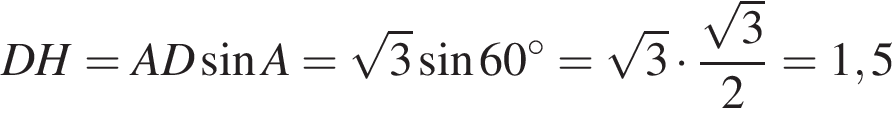 DH = AD sin A = √3 sin 60° = √3 · √3/2 = 1,5